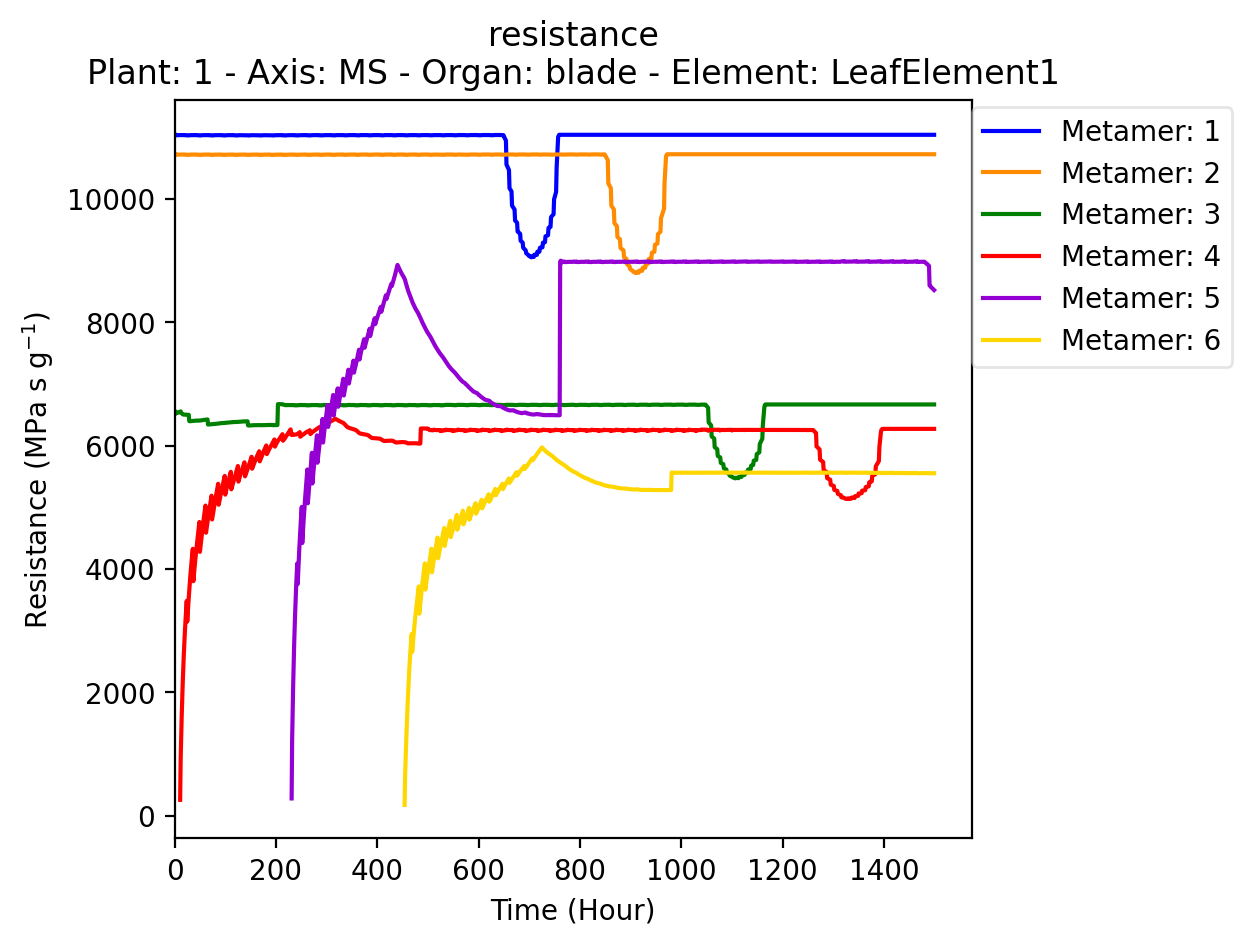 resistance
Plant: 1 - Axis: MS - Organ: blade - Element: LeafElement1
Metamer: 1
Metamer: 2
Metamer: 3
Metamer: 4
Metamer: 5
Metamer: 6
Resistance (MPa s g⁻¹)
10000
8000
6000
4000
2000
0
0 200 400 600 800 1000 1200 1400
Time (Hour)